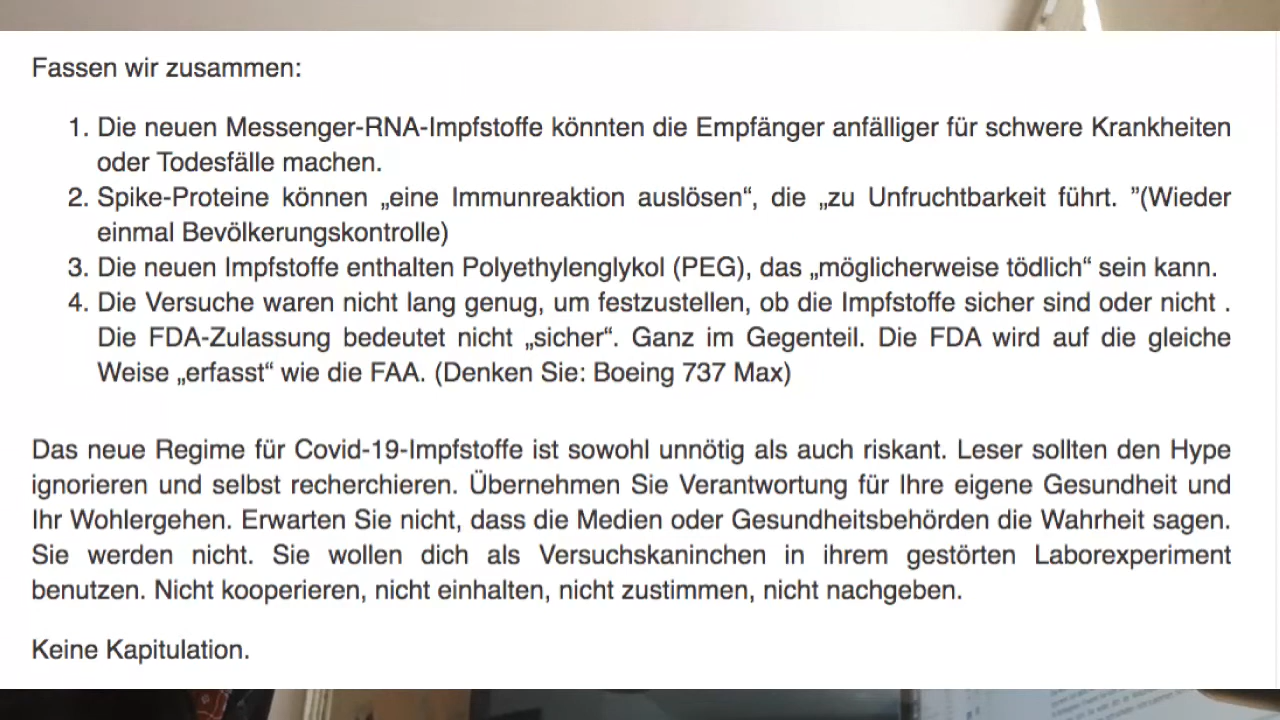 Fassen wir zusammen:
1. Die neuen Messenger-RNA-Impfstoffe könnten die Empfänger anfälliger für schwere Krankheiten
oder Todesfälle machen.
2. Spike-Proteine können „eine Immunreaktion auslösen“, die „zu Unfruchtbarkeit führt. ”(Wieder
einmal Bevölkerungskontrolle)
3. Die neuen Impfstoffe enthalten Polyethylenglykol (PEG), das „möglicherweise tödlich“ sein kann.
4. Die Versuche waren nicht lang genug, um festzustellen, ob die Impfstoffe sicher sind oder nicht .
Die FDA-Zulassung bedeutet nicht „sicher“. Ganz im Gegenteil. Die FDA wird auf die gleiche
Weise „erfasst“ wie die FAA. (Denken Sie: Boeing 737 Max)
Das neue Regime für Covid-19-Impfstoffe ist sowohl unnötig als auch riskant. Leser sollten den Hype
ignorieren und selbst recherchieren. Übernehmen Sie Verantwortung für Ihre eigene Gesundheit und
Ihr Wohlergehen. Erwarten Sie nicht, dass die Medien oder Gesundheitsbehörden die Wahrheit sagen.
Sie werden nicht. Sie wollen dich als Versuchskaninchen in ihrem gestörten Laborexperiment
benutzen. Nicht kooperieren, nicht einhalten, nicht zustimmen, nicht nachgeben.
Keine Kapitulation.